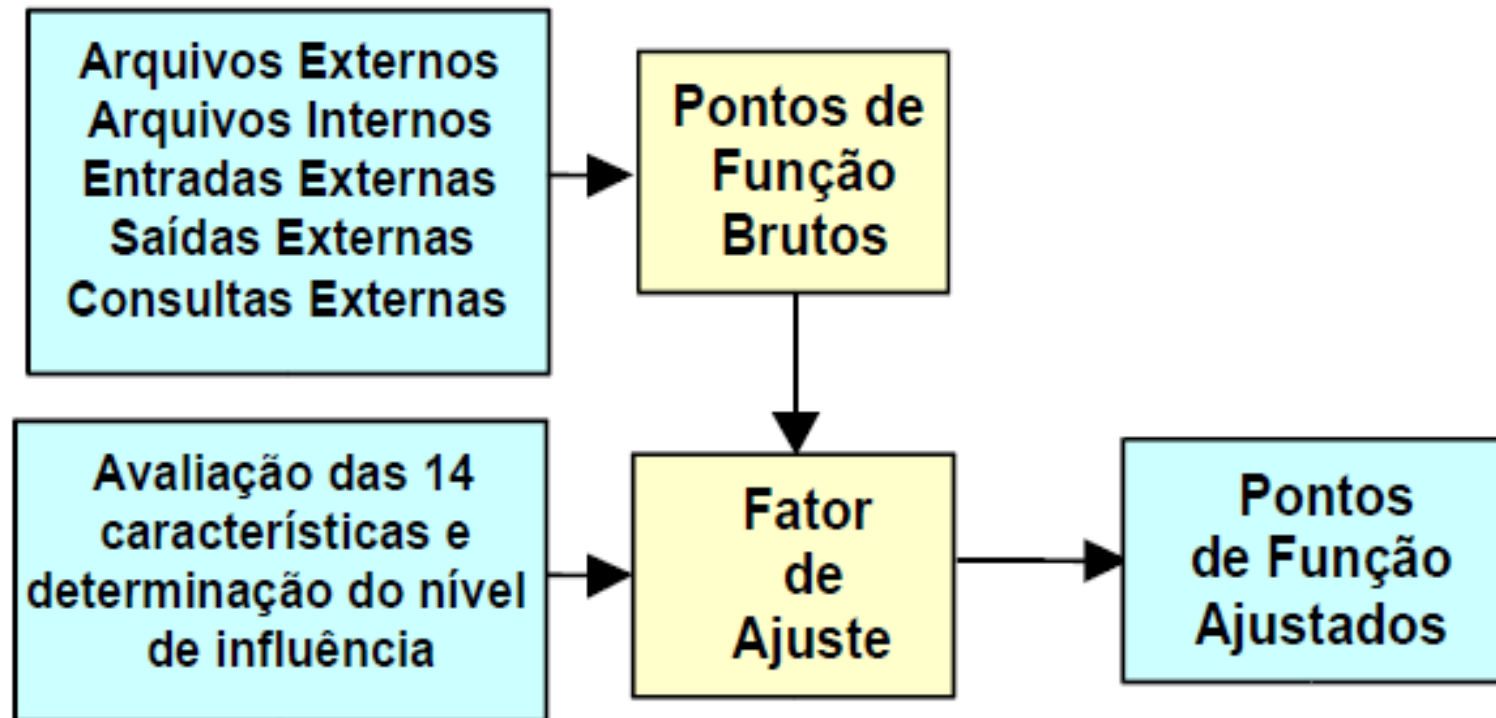 Arquivos Externos
Arquivos Internos
Entradas Externas
Saídas Externas
Consultas Externas
Pontos de
Função
Brutos
Avaliação das 14
características e
determinação do nível
de influência
Fator
de
Ajuste
Pontos
de Função
Ajustados